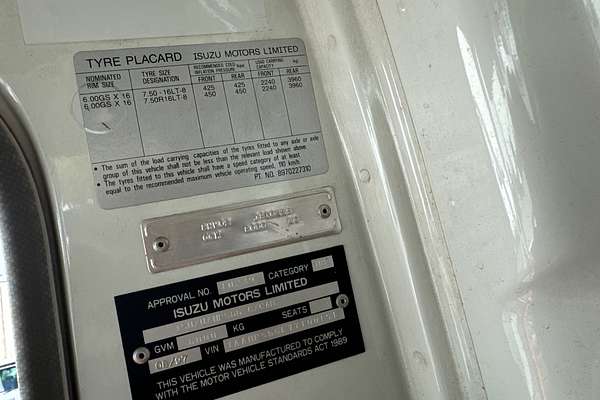 TYRE PLACARD ISUZU MOTORS LIMITED
NOMINATED RIM SIZE TYRE SIZE DESIGNATION RECOMMENDED COLD INFLATION PRESSURE kPa LOAD CARRYING CAPACITY kg
FRONT REAR FRONT REAR
6.00GS X 16 7.50-16LT-8 425 425 2240 3960
6.00GS X 16 7.50R16LT-8 450 450 2240 3960
• The sum of the load carrying capacities of the tyres fitted to any axle or axle
group of this vehicle shall not be less than the relevant load shown above.
• The tyres fitted to this vehicle shall have a speed category of at least
equal to the recommended maximum vehicle operating speed, 110 km/h
PT. NO. 8970227310
APPROVAL NO. CATEGORY
ISUZU MOTORS LIMITED
GVM KG SEATS
VIN
THIS VEHICLE WAS MANUFACTURED TO COMPLY
WITH THE MOTOR VEHICLE STANDARDS ACT 1989